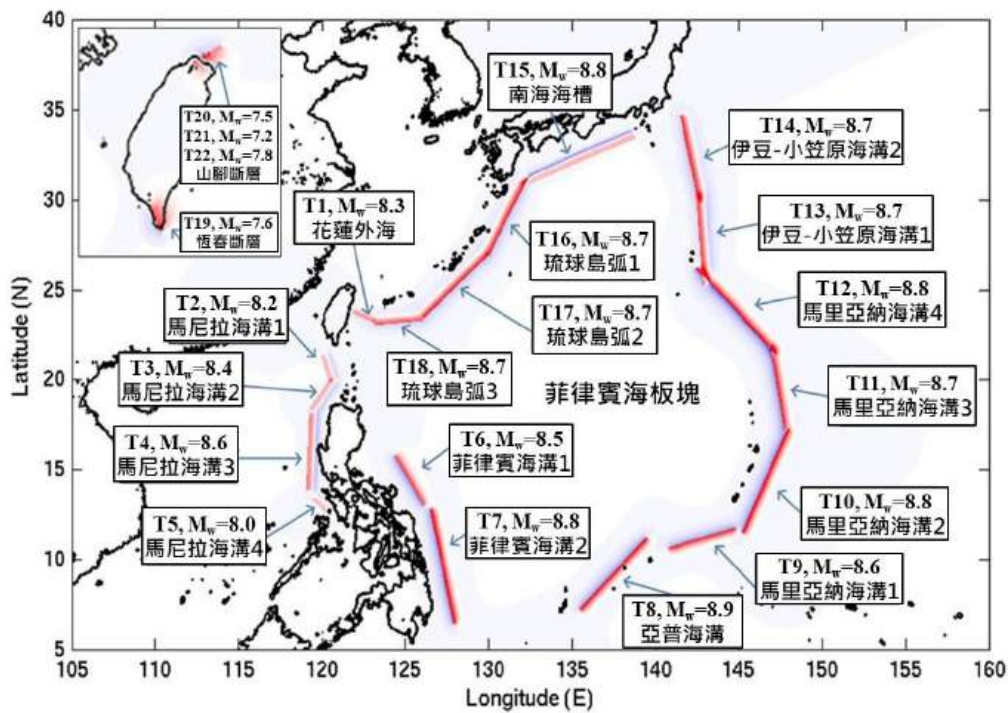 Latitude (N)
40
35
30
25
20
15
10
5
T20, Mw=7.5
T21, Mw=7.2
T22, Mw=7.8
山腳斷層
T19, Mw=7.6
恆春斷層
T15, Mw=8.8
南海海槽
T14, Mw=8.7
伊豆-小笠原海溝2
T1, Mw=8.3
花蓮外海
T13, Mw=8.7
伊豆-小笠原海溝1
T16, Mw=8.7
琉球島弧1
T2, Mw=8.2
馬尼拉海溝1
T12, Mw=8.8
馬里亞納海溝4
T17, Mw=8.7
琉球島弧2
T3, Mw=8.4
馬尼拉海溝2
T18, Mw=8.7
琉球島弧3
菲律賓海板塊
T11, Mw=8.7
馬里亞納海溝3
T4, Mw=8.6
馬尼拉海溝3
T6, Mw=8.5
菲律賓海溝1
T10, Mw=8.8
馬里亞納海溝2
T5, Mw=8.0
馬尼拉海溝4
T7, Mw=8.8
菲律賓海溝2
T9, Mw=8.6
馬里亞納海溝1
T8, Mw=8.9
亞普海溝
105 110 115 120 125 130 135 140 145 150 155 160
Longitude (E)